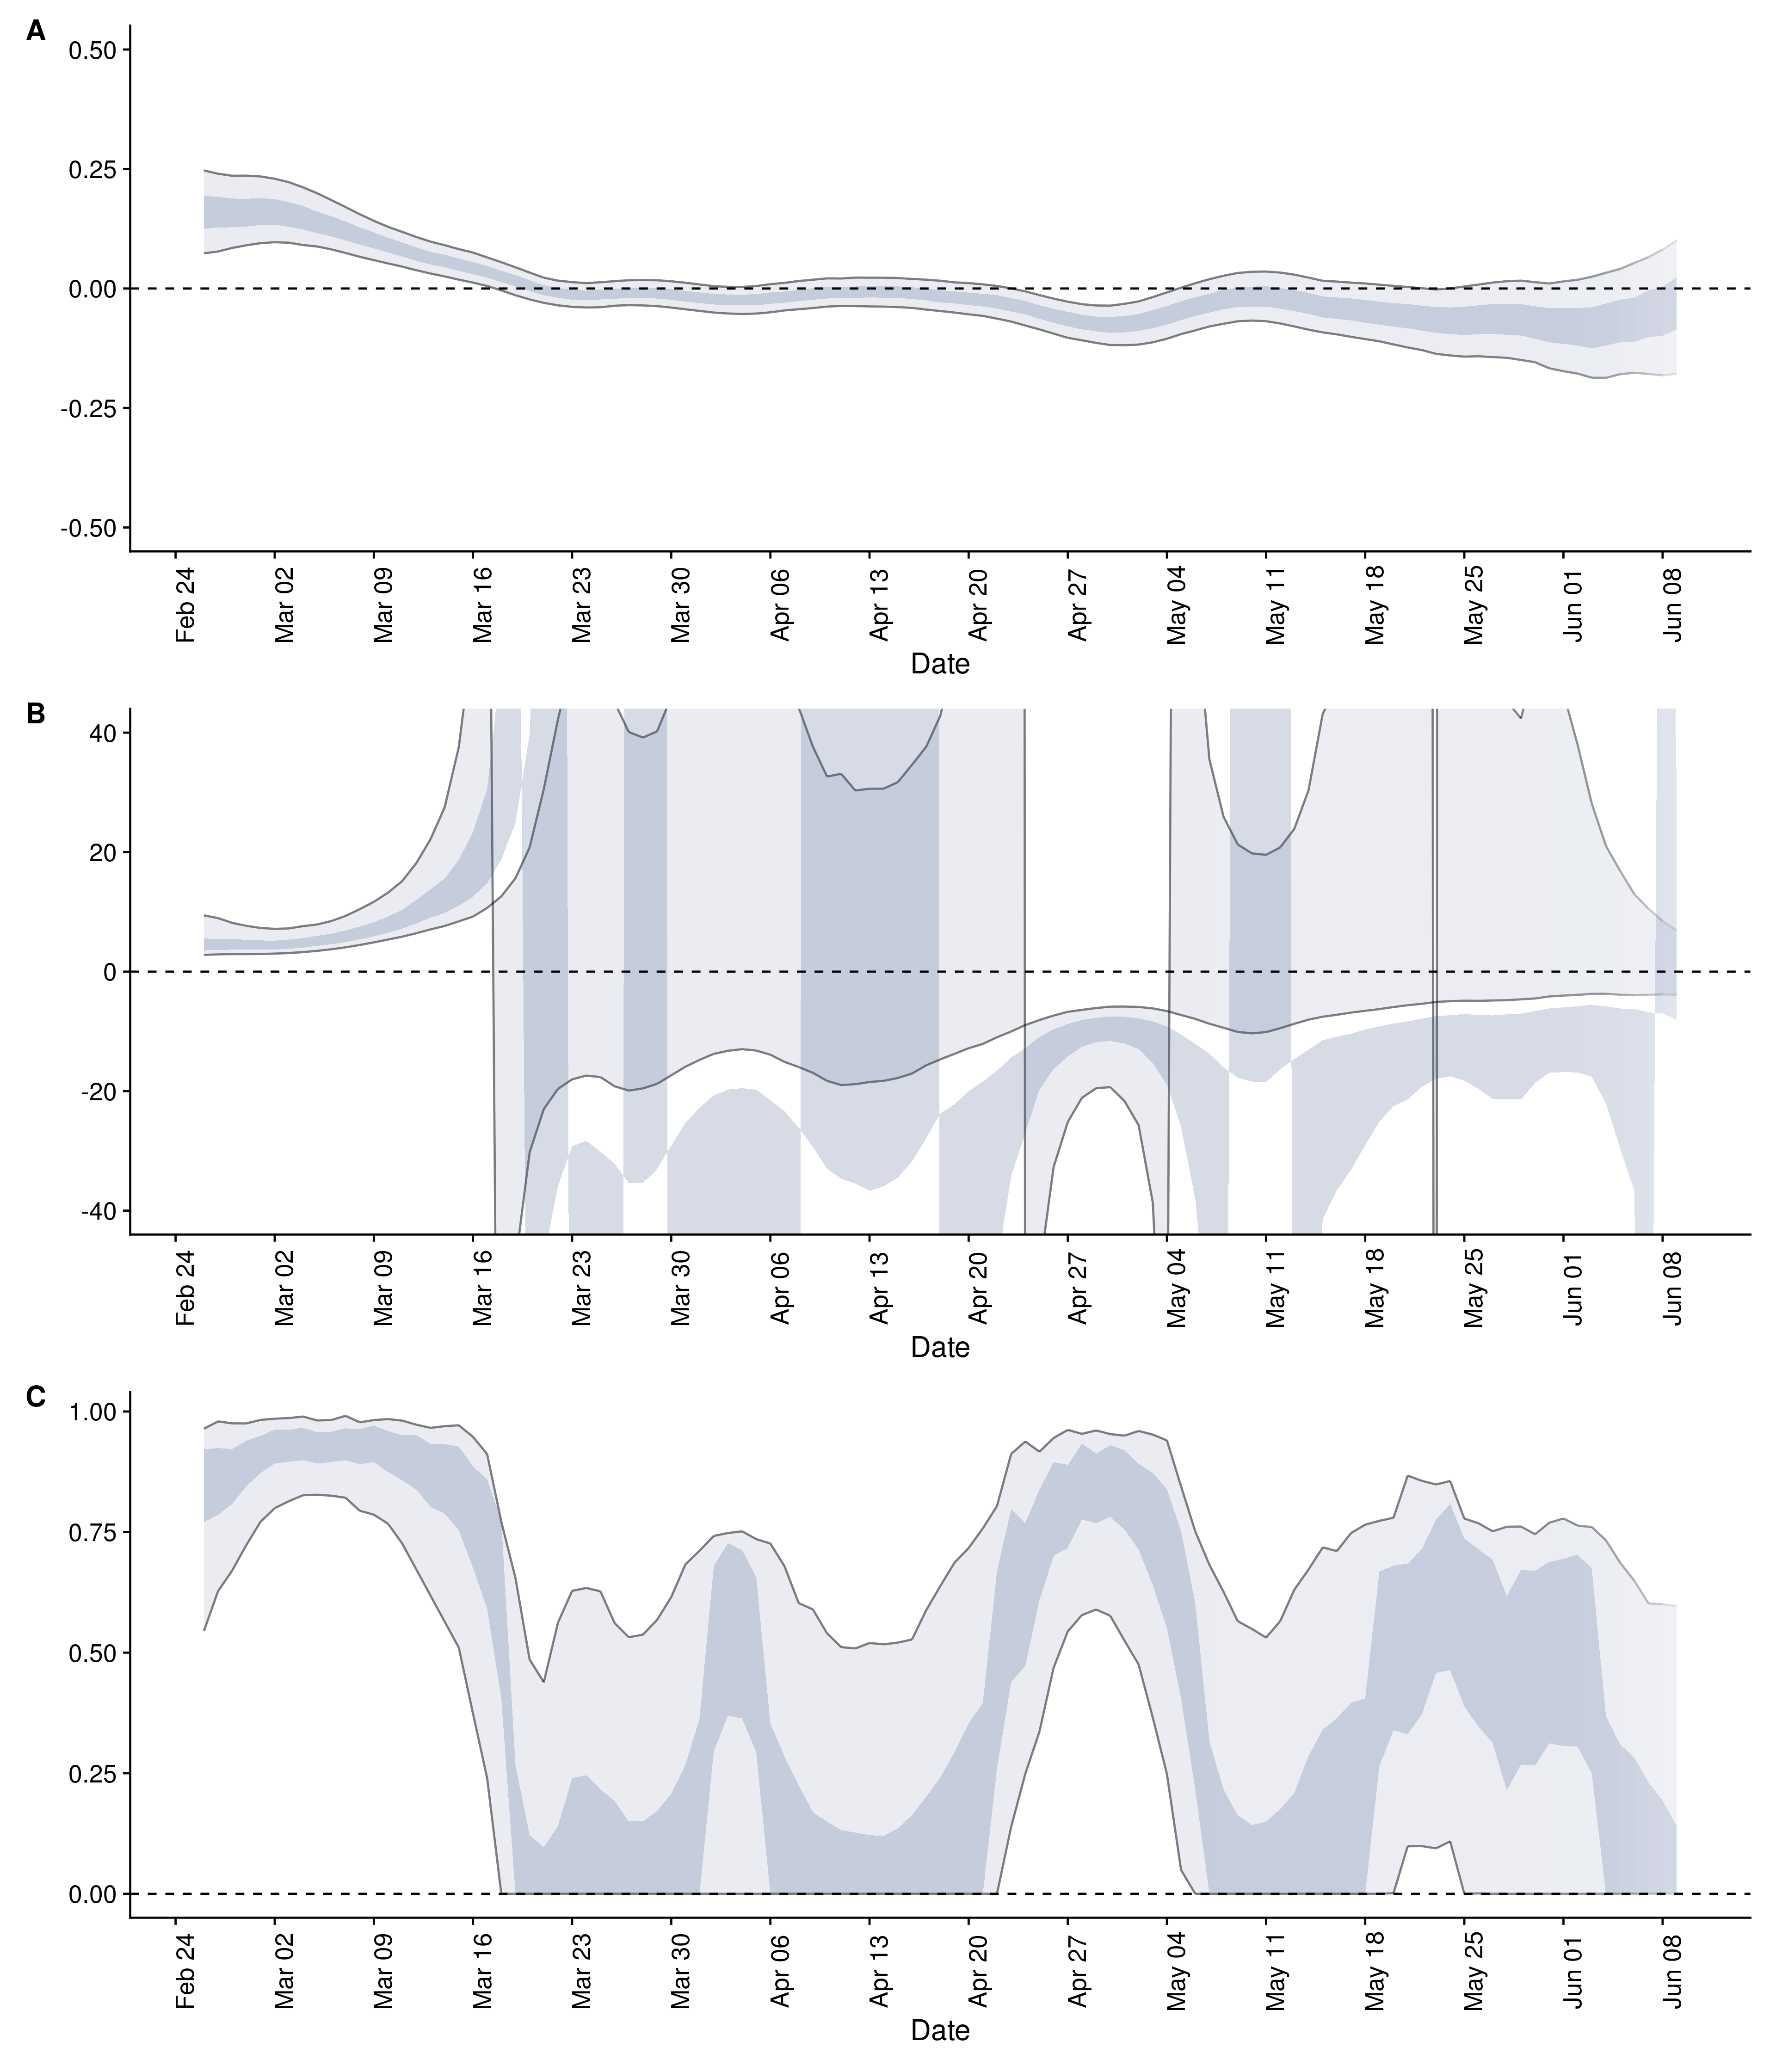 A
0.50
0.25
0.00
-0.25
-0.50
Feb 24
Mar 02
Mar 09
Mar 16
Mar 23
Mar 30
Apr 06
Apr 13
Apr 20
Apr 27
May 04
May 11
May 18
May 25
Jun 01
Jun 08
Date
B
40
20
0
-20
-40
Feb 24
Mar 02
Mar 09
Mar 16
Mar 23
Mar 30
Apr 06
Apr 13
Apr 20
Apr 27
May 04
May 11
May 18
May 25
Jun 01
Jun 08
Date
C
1.00
0.75
0.50
0.25
0.00
Feb 24
Mar 02
Mar 09
Mar 16
Mar 23
Mar 30
Apr 06
Apr 13
Apr 20
Apr 27
May 04
May 11
May 18
May 25
Jun 01
Jun 08
Date